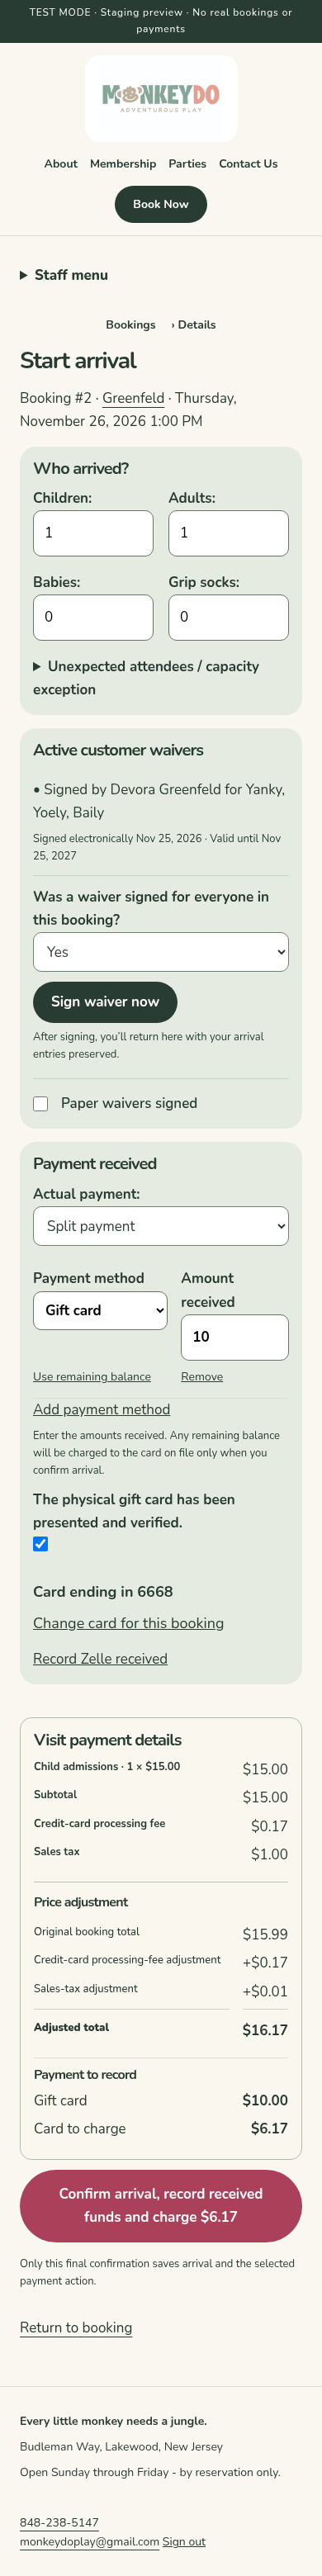 TEST MODE · Staging preview · No real bookings or
payments
MONKEYDO
ADVENTUROUS PLAY
About Membership Parties Contact Us
Book Now
Staff menu
Bookings › Details
Start arrival
Booking #2 · Greenfeld · Thursday,
November 26, 2026 1:00 PM
Who arrived?
Children: Adults:
1 1
Babies: Grip socks:
0 0
Unexpected attendees / capacity
exception
Active customer waivers
• Signed by Devora Greenfeld for Yanky,
Yoely, Baily
Signed electronically Nov 25, 2026 · Valid until Nov
25, 2027
Was a waiver signed for everyone in
this booking?
Yes
Sign waiver now
After signing, you’ll return here with your arrival
entries preserved.
Paper waivers signed
Payment received
Actual payment:
Split payment
Payment method Amount
received
Gift card 10
Use remaining balance Remove
Add payment method
Enter the amounts received. Any remaining balance
will be charged to the card on file only when you
confirm arrival.
The physical gift card has been
presented and verified.
Card ending in 6668
Change card for this booking
Record Zelle received
Visit payment details
Child admissions · 1 × $15.00 $15.00
Subtotal $15.00
Credit-card processing fee $0.17
Sales tax $1.00
Price adjustment
Original booking total $15.99
Credit-card processing-fee adjustment +$0.17
Sales-tax adjustment +$0.01
Adjusted total $16.17
Payment to record
Gift card $10.00
Card to charge $6.17
Confirm arrival, record received
funds and charge $6.17
Only this final confirmation saves arrival and the selected
payment action.
Return to booking
Every little monkey needs a jungle.
Budleman Way, Lakewood, New Jersey
Open Sunday through Friday - by reservation only.
848-238-5147
monkeydoplay@gmail.com Sign out